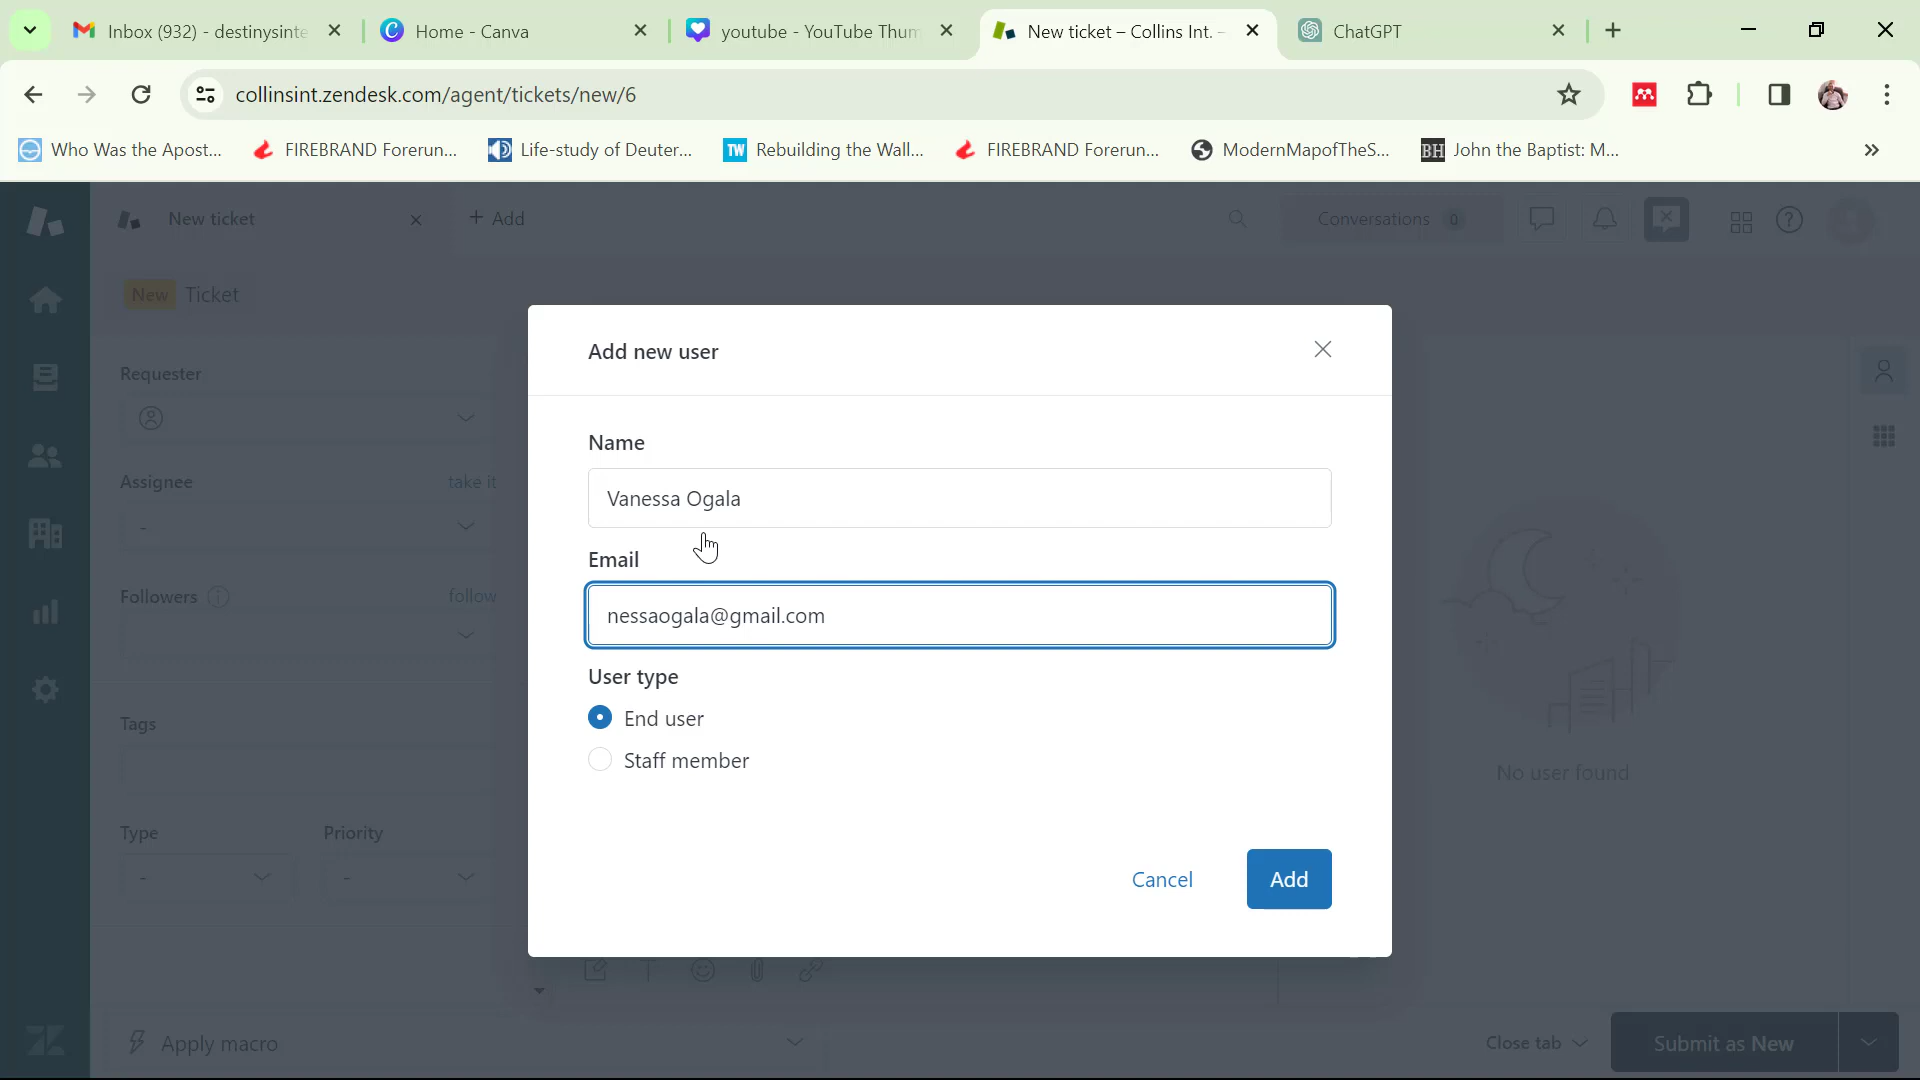 Inbox (932) - destinysinte
Home - Canva
youtube - YouTube Thum
New ticket – Collins Int. -
ChatGPT
collinsint.zendesk.com/agent/tickets/new/6
Who Was the Apost...
FIREBRAND Forerun...
Life-study of Deuter...
TW Rebuilding the Wall...
FIREBRAND Forerun...
ModernMapofTheS...
BH John the Baptist: M...
New ticket
+ Add
Conversations 0
New Ticket
Add new user
Requester
Name
Vanessa Ogala
Assignee take it
-
Email
nessaogala@gmail.com
Followers follow
User type
End user
Staff member
Tags
No user found
Type Priority
- -
Cancel
Add
Apply macro
Close tab
Submit as New